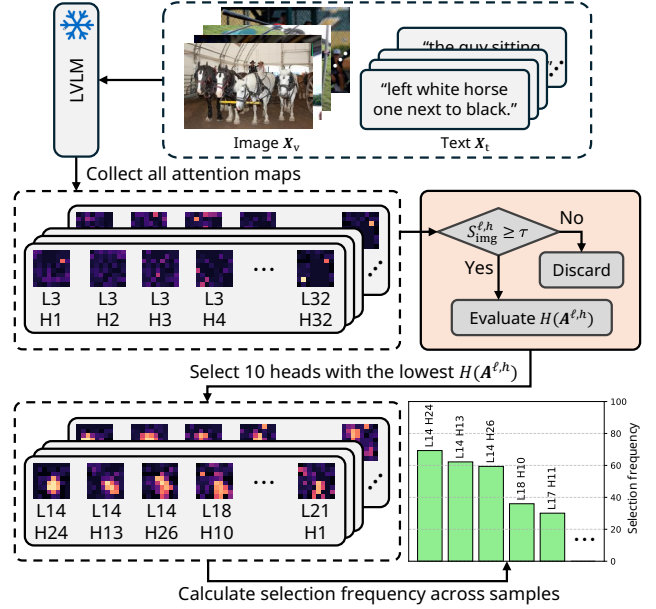 LVLM
“the guy sitting
”
“left white horse
one next to black.”
Image Xv
Text Xt
Collect all attention maps
L3
H1
L3
H2
L3
H3
L3
H4
...
L32
H32
S^ℓ,h_img ≥ τ
No
Yes
Discard
Evaluate H(A^ℓ,h)
Select 10 heads with the lowest H(A^ℓ,h)
L14
H24
L14
H13
L14
H26
L18
H10
...
L21
H1
L14 H24
L14 H13
L14 H26
L18 H10
L17 H11
...
100
80
60
40
20
0
Selection frequency
Calculate selection frequency across samples